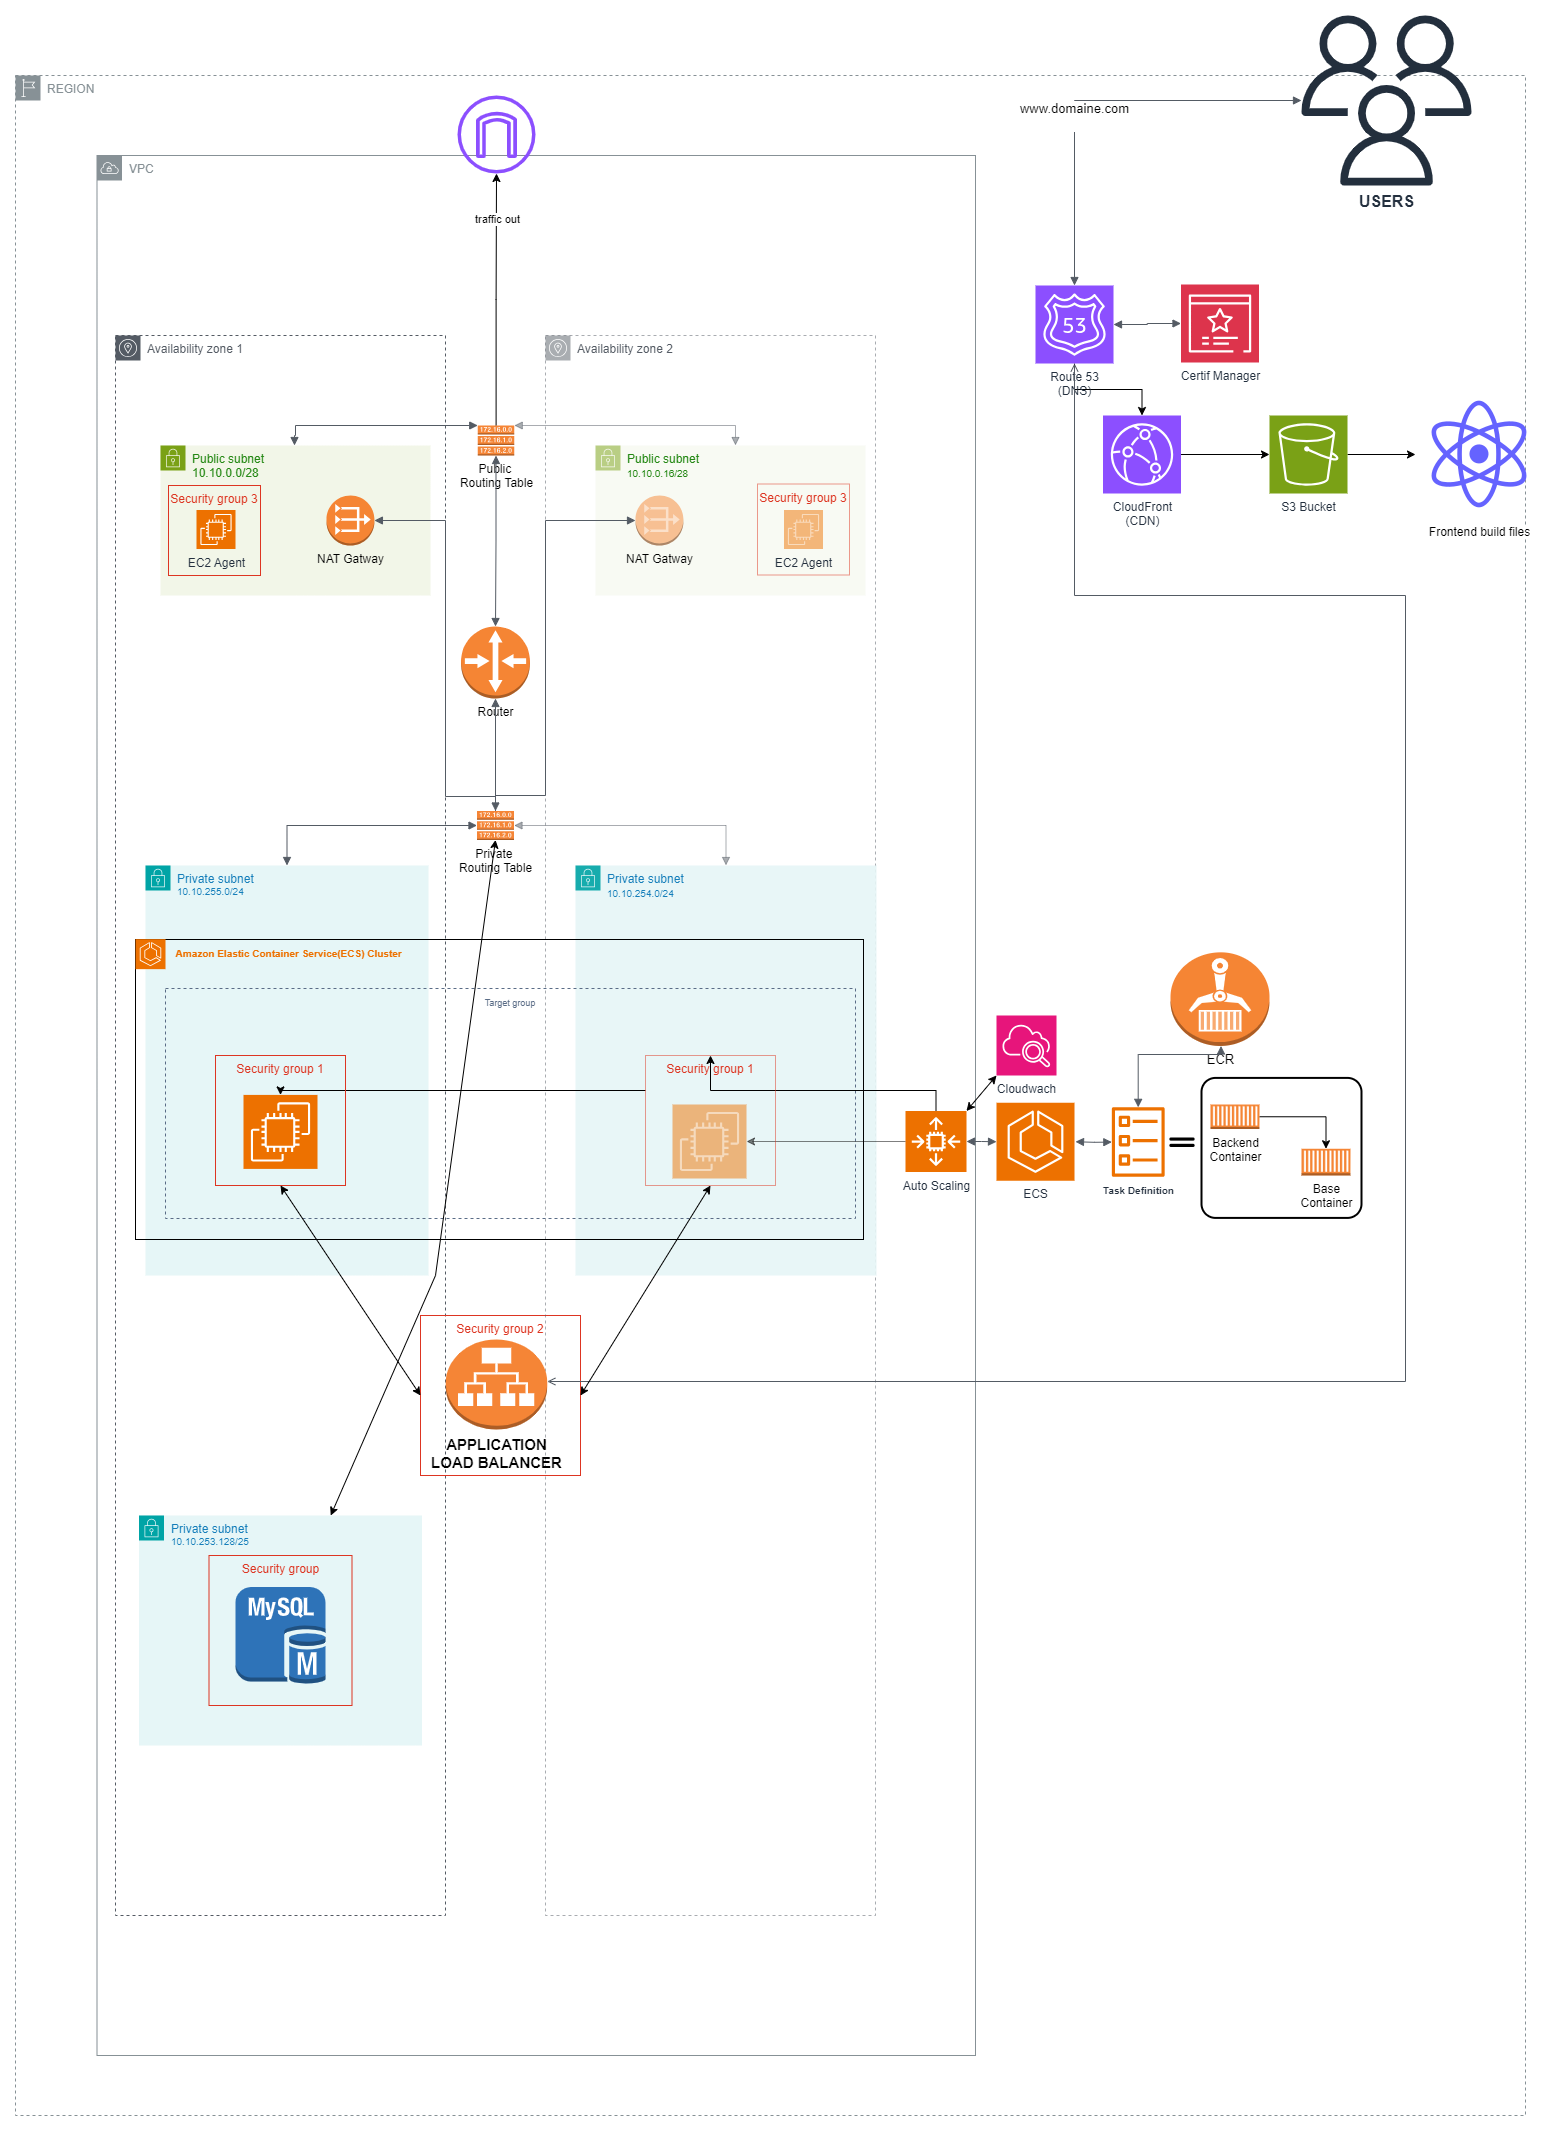 REGION
www.domaine.com
USERS
VPC
traffic out
53
Route 53
(DNS)
Certif Manager
Availability zone 1
Availability zone 2
CloudFront
(CDN)
S3 Bucket
Frontend build files
172.16.0.0
172.16.1.0
172.16.2.0
Public
Routing Table
Public subnet
10.10.0.0/28
Security group 3
EC2 Agent
NAT Gatway
Public subnet
10.10.0.16/28
NAT Gatway
Security group 3
EC2 Agent
Router
172.16.0.0
172.16.1.0
172.16.2.0
Private
Routing Table
Private subnet
10.10.255.0/24
Private subnet
10.10.254.0/24
Amazon Elastic Container Service(ECS) Cluster
Target group
Security group 1
Security group 1
Cloudwach
Auto Scaling
ECS
ECR
Task Definition
Backend
Container
Base
Container
Security group 2
APPLICATION
LOAD BALANCER
Private subnet
10.10.253.128/25
Security group
MySQL
M